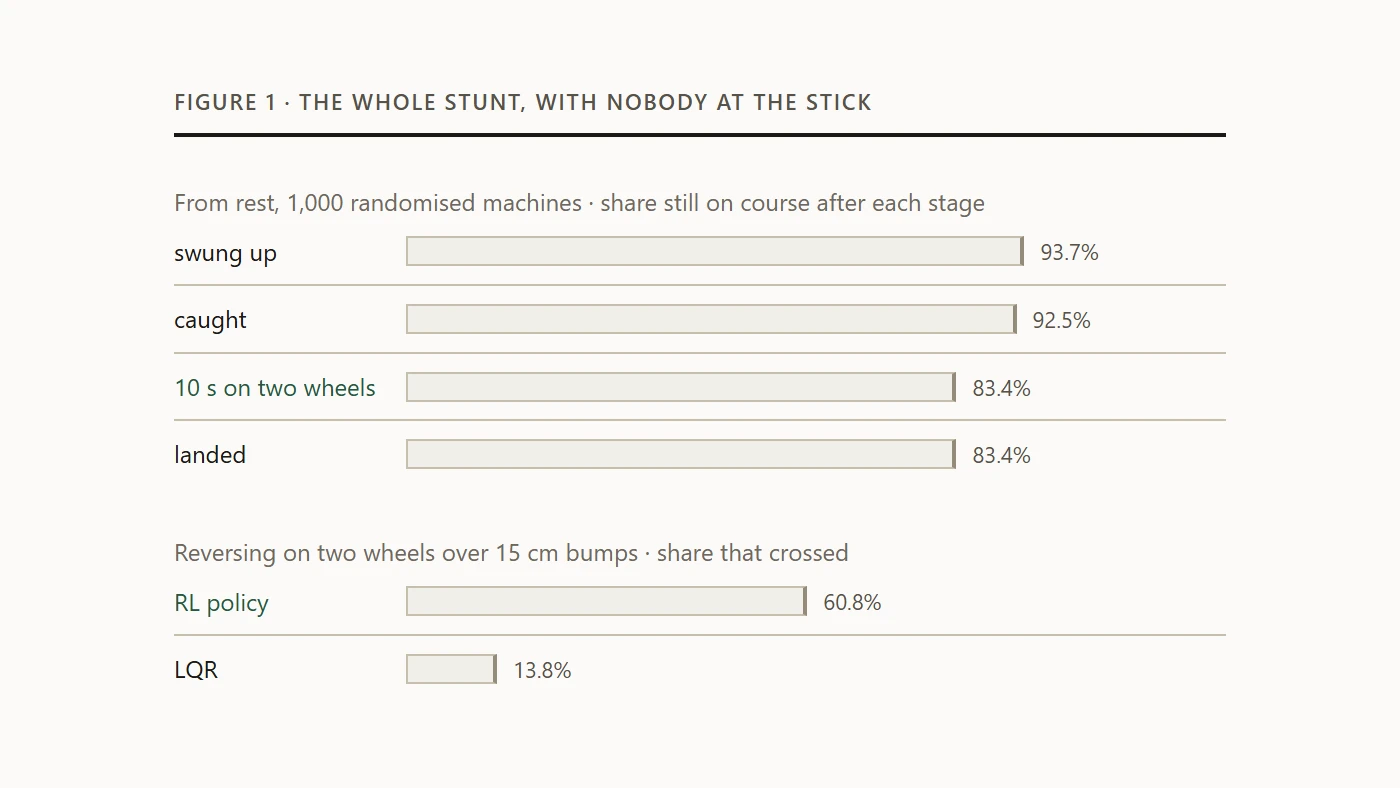 FIGURE 1 · THE WHOLE STUNT, WITH NOBODY AT THE STICK
From rest, 1,000 randomised machines · share still on course after each stage
swung up 93.7%
caught 92.5%
10 s on two wheels 83.4%
landed 83.4%
Reversing on two wheels over 15 cm bumps · share that crossed
RL policy 60.8%
LQR 13.8%